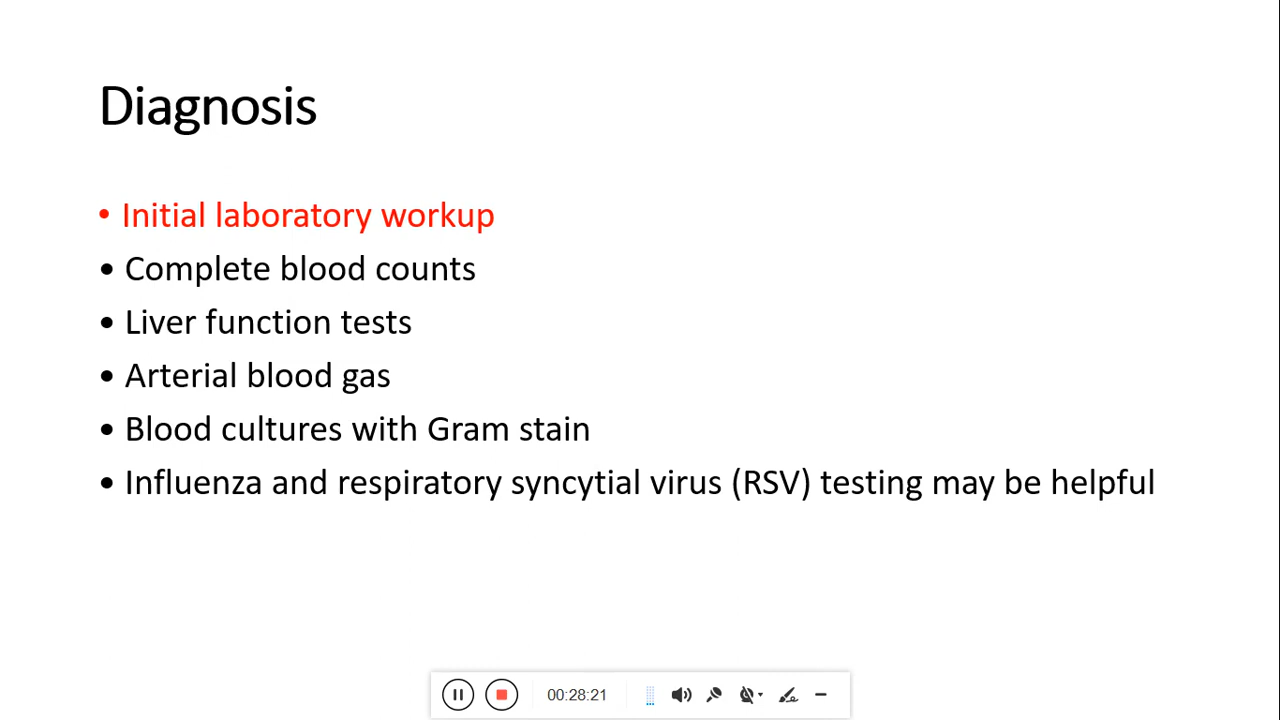 Diagnosis
• Initial laboratory workup
• Complete blood counts
• Liver function tests
• Arterial blood gas
• Blood cultures with Gram stain
• Influenza and respiratory syncytial virus (RSV) testing may be helpful
00:28:21